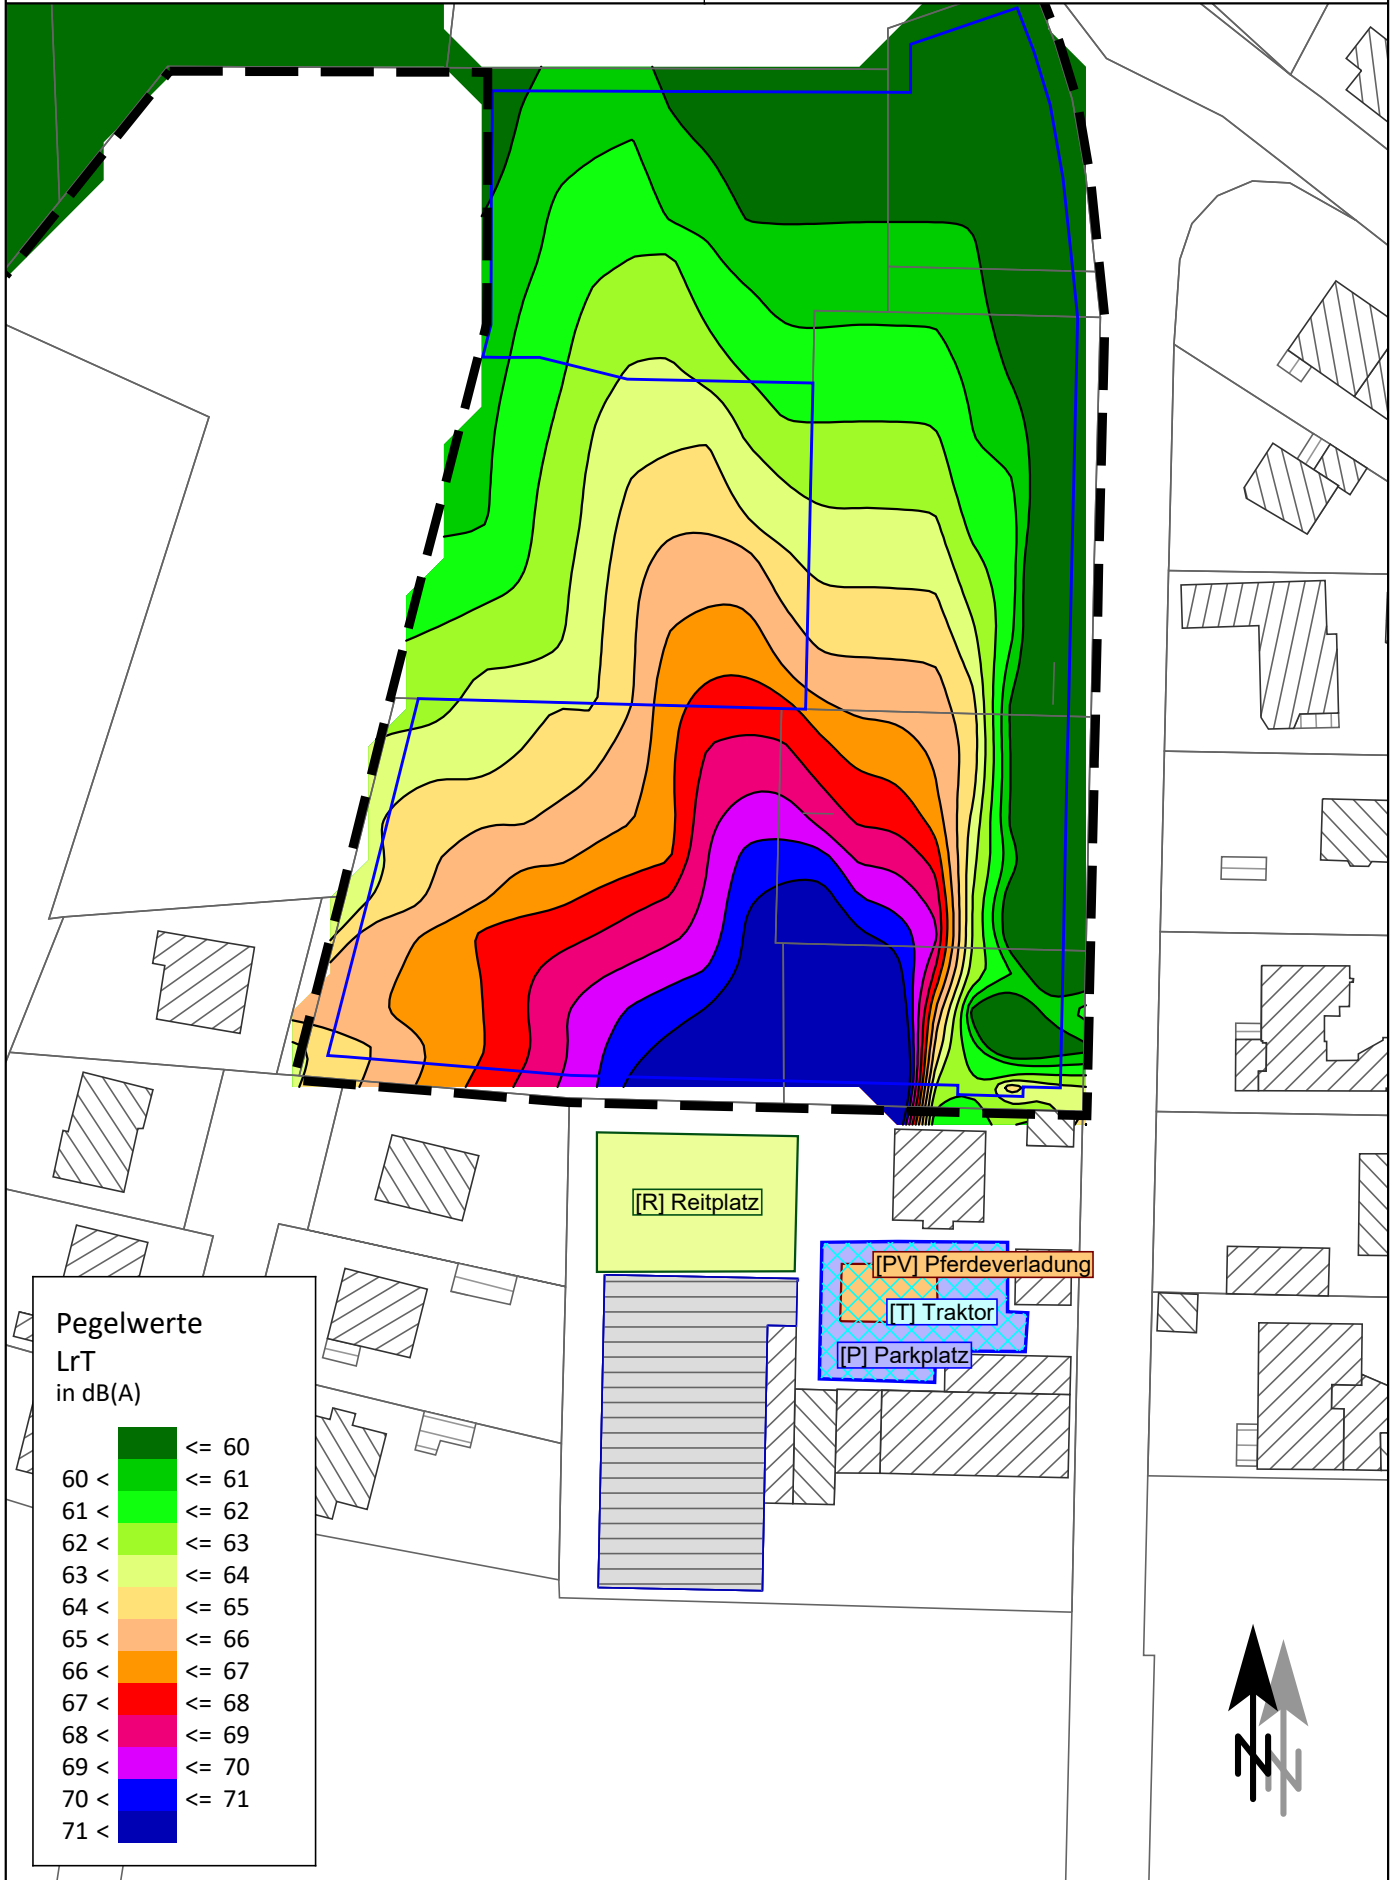 [R] Reitplatz
[PV] Pferdeverladung
[T] Traktor
[P] Parkplatz
Pegelwerte
LrT
in dB(A)
<= 60
60 < <= 61
61 < <= 62
62 < <= 63
63 < <= 64
64 < <= 65
65 < <= 66
66 < <= 67
67 < <= 68
68 < <= 69
69 < <= 70
70 < <= 71
71 <
N